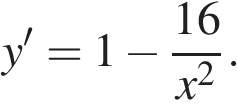 y′ = 1 − 16/x².